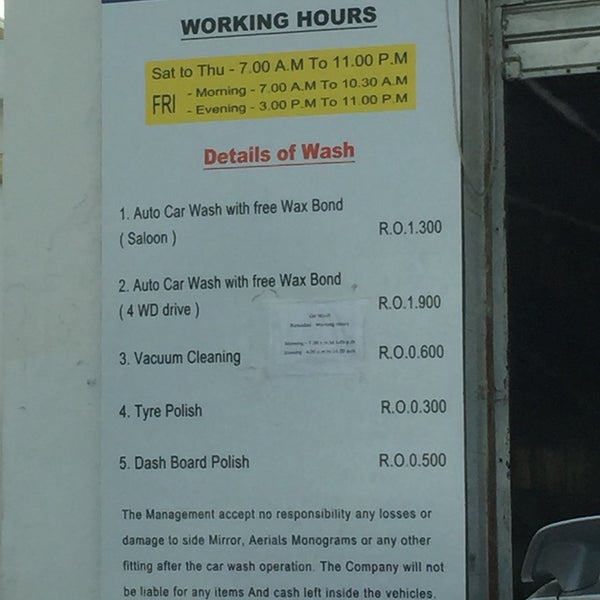 WORKING HOURS
Sat to Thu - 7.00 A.M To 11.00 P.M
FRI
- Morning - 7.00 A.M To 10.30 A.M
- Evening - 3.00 P.M To 11.00 P.M
Details of Wash
1. Auto Car Wash with free Wax Bond
( Saloon )
R.O.1.300
2. Auto Car Wash with free Wax Bond
( 4 WD drive )
R.O.1.900
Car Wash
Ramadan Working Hours
3. Vacuum Cleaning
R.O.0.600
4. Tyre Polish
R.O.0.300
5. Dash Board Polish
R.O.0.500
The Management accept no responsibility any losses or
damage to side Mirror, Aerials Monograms or any other
fitting after the car wash operation. The Company will not
be liable for any items And cash left inside the vehicles.